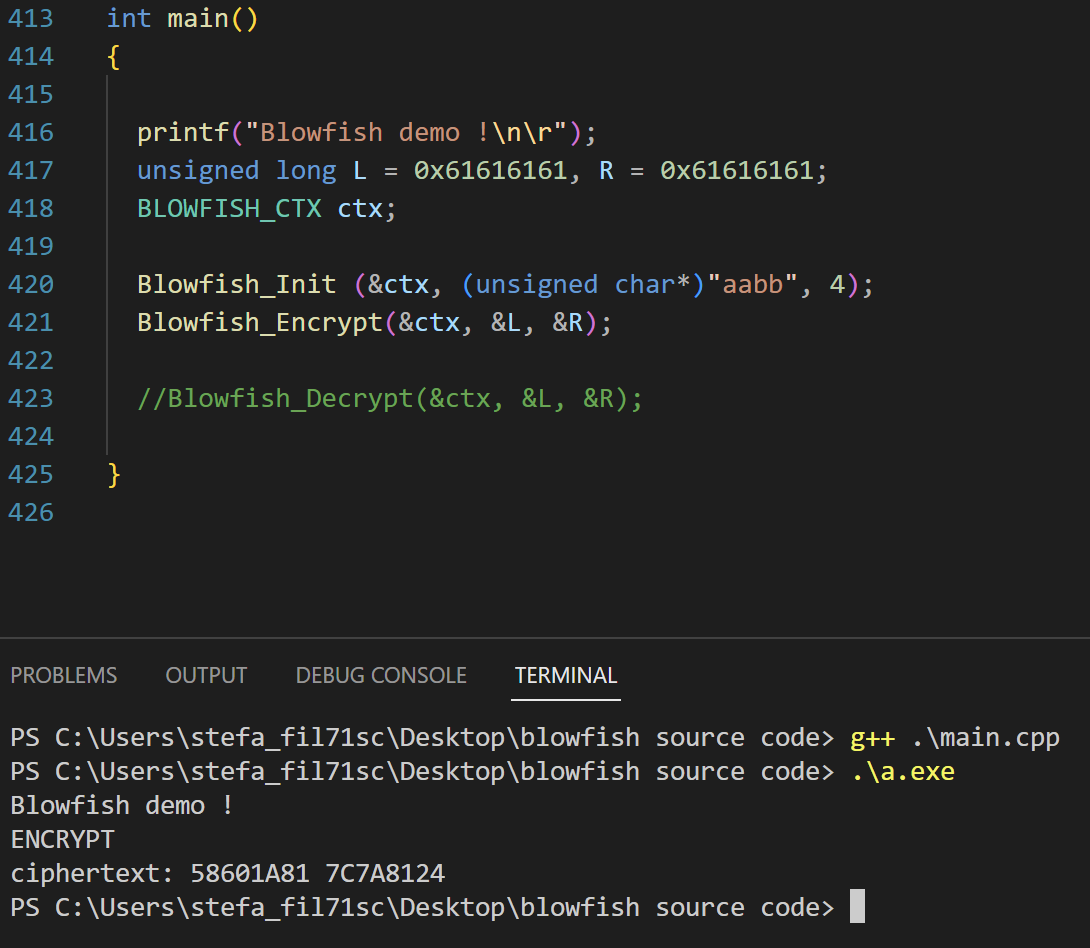 413 int main()
414 {
415
416 printf("Blowfish demo !\n\r");
417 unsigned long L = 0x61616161, R = 0x61616161;
418 BLOWFISH_CTX ctx;
419
420 Blowfish_Init (&ctx, (unsigned char*)"aabb", 4);
421 Blowfish_Encrypt(&ctx, &L, &R);
422
423 //Blowfish_Decrypt(&ctx, &L, &R);
424
425 }
426
PROBLEMS OUTPUT DEBUG CONSOLE TERMINAL
PS C:\Users\stefa_fil71sc\Desktop\blowfish source code> g++ .\main.cpp
PS C:\Users\stefa_fil71sc\Desktop\blowfish source code> .\a.exe
Blowfish demo !
ENCRYPT
ciphertext: 58601A81 7C7A8124
PS C:\Users\stefa_fil71sc\Desktop\blowfish source code>